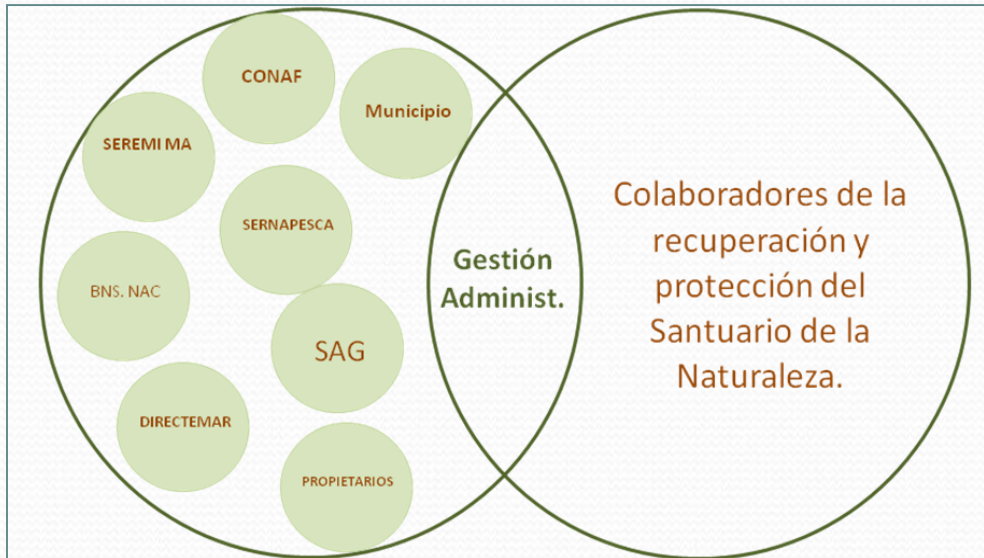 CONAF
Municipio
SEREMI MA
SERNAPESCA
BNS. NAC
SAG
DIRECTEMAR
PROPIETARIOS
Gestión
Administ.
Colaboradores de la
recuperación y
protección del
Santuario de la
Naturaleza.